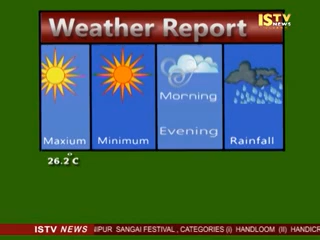 Weather Report
ISTV
NEWS
Maxium
Minimum
Morning
Evening
Rainfall
26.2°C
ISTV NEWS
NIPUR SANGAI FESTIVAL , CATEGORIES (i) HANDLOOM (II) HANDICR